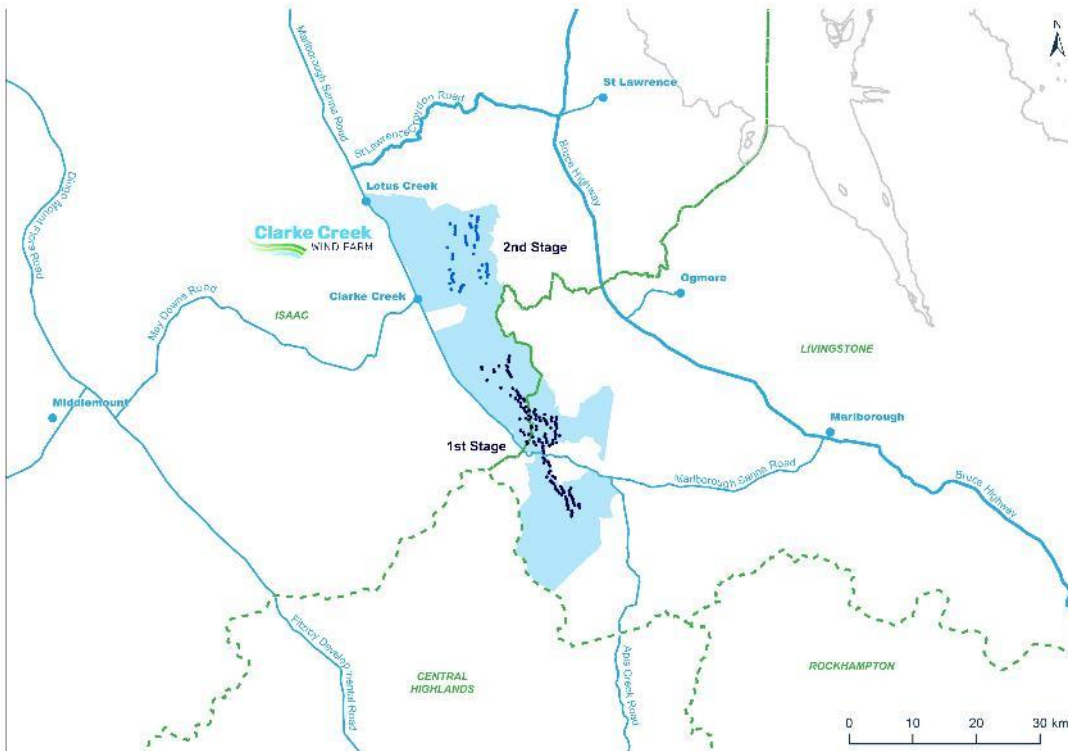 N
Marlborough Sarina Road
St Lawrence
St Lawrence Croydon Road
Bruce Highway
Lotus Creek
Clarke Creek
WIND FARM
2nd Stage
Dingo Mount Flora Road
Clarke Creek
Ogmore
May Downs Road
ISAAC
LIVINGSTONE
Middlemount
Marlborough
1st Stage
Marlborough Sarina Road
Bruce Highway
Fitzroy Developmental Road
Apis Creek Road
CENTRAL
HIGHLANDS
ROCKHAMPTON
0 10 20 30 km